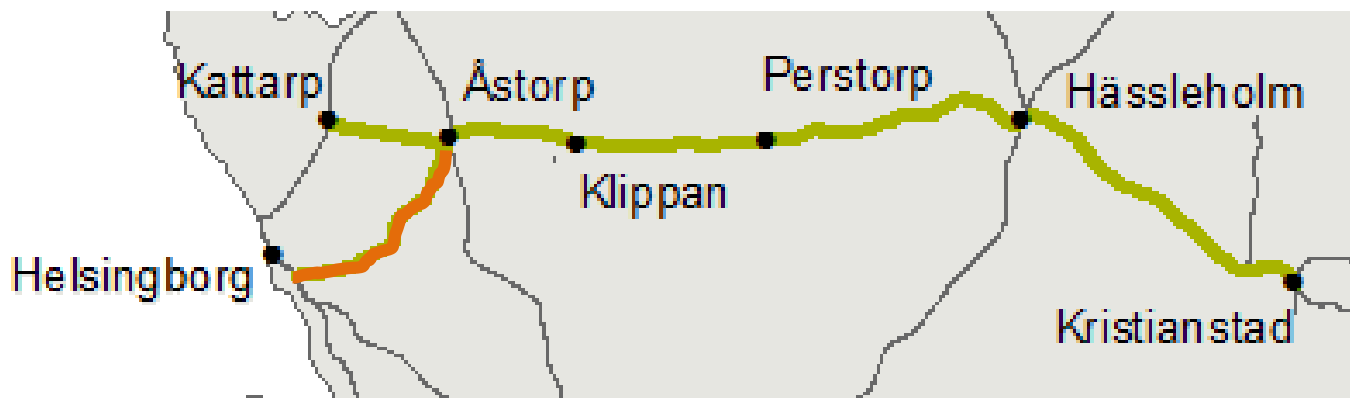 Kattarp
Åstorp
Perstorp
Hässleholm
Klippan
Helsingborg
Kristianstad